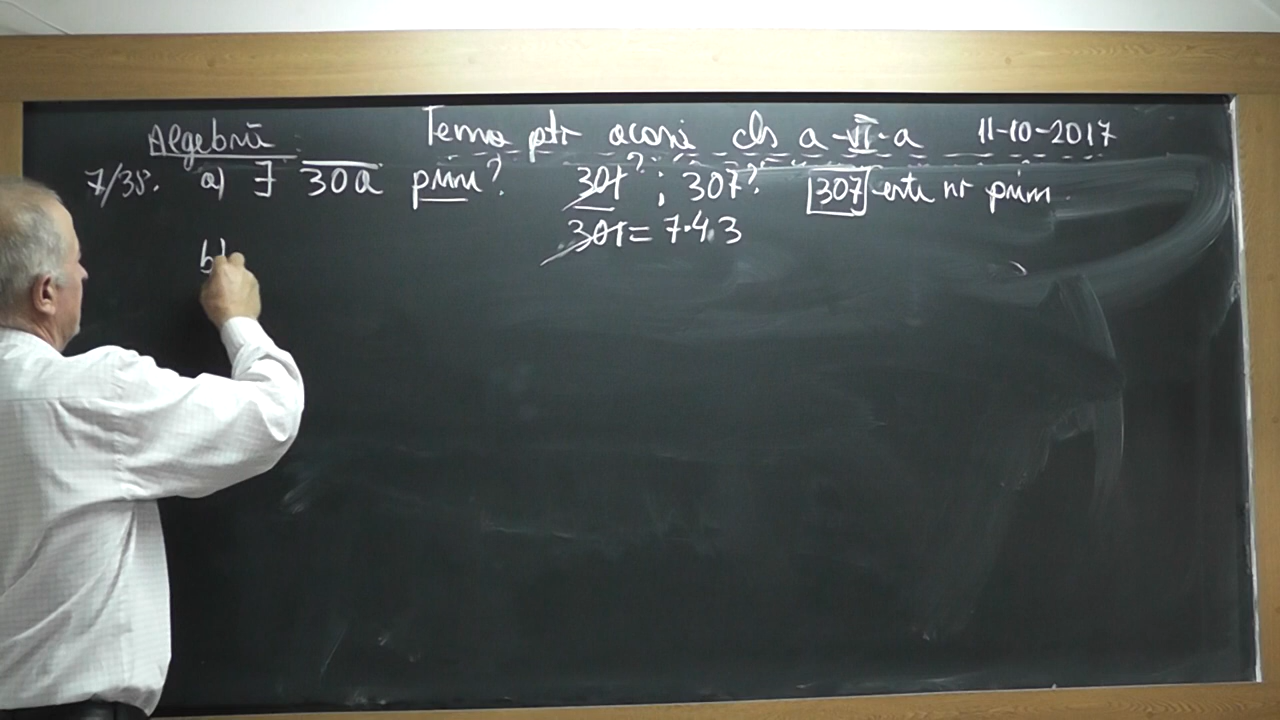 Algebră: Tema ptr acasă cls a-VI-a 11-10-2017
7/38. a) ∃ 30a prim? 301?; 307? 307 este nr prim
301 = 7·43
b)